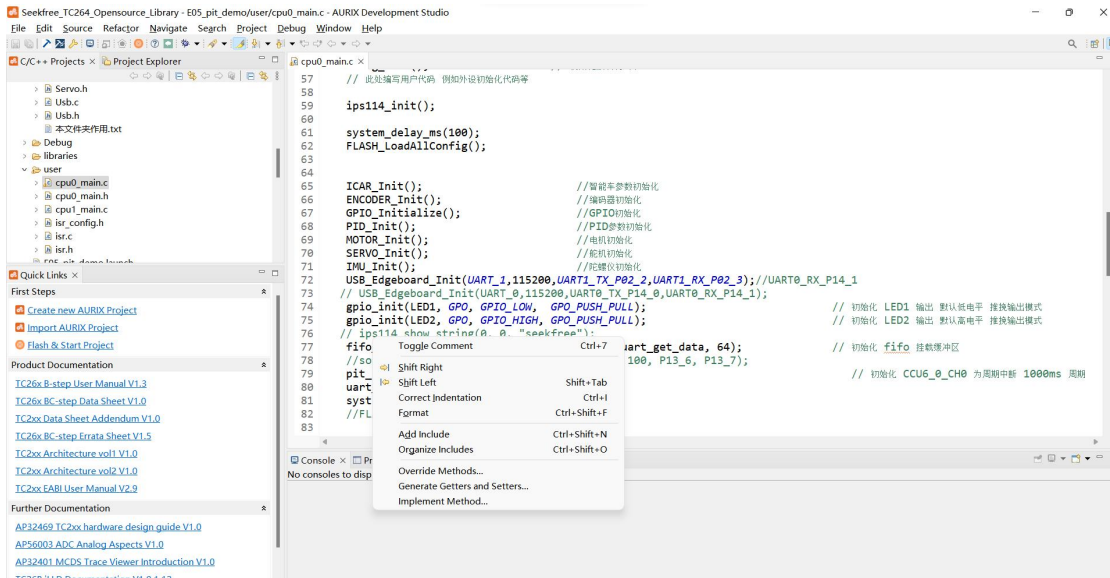 Seekfree_TC264_Opensource_Library - E05_pit_demo/user/cpu0_main.c - AURIX Development Studio
File Edit Source Refactor Navigate Search Project Debug Window Help
C/C++ Projects Project Explorer
Servo.h
Usb.c
Usb.h
本文件夹作用.txt
Debug
libraries
user
cpu0_main.c
cpu0_main.h
cpu1_main.c
isr_config.h
isr.c
isr.h
E05_pit_demo.launch
Quick Links
First Steps
Create new AURIX Project
Import AURIX Project
Flash & Start Project
Product Documentation
TC26x B-step User Manual V1.3
TC26x BC-step Data Sheet V1.0
TC2xx Data Sheet Addendum V1.0
TC26x BC-step Errata Sheet V1.5
TC2xx Architecture vol1 V1.0
TC2xx Architecture vol2 V1.0
TC2xx EABI User Manual V2.9
Further Documentation
AP32469 TC2xx hardware design guide V1.0
AP56003 ADC Analog Aspects V1.0
AP32401 MCDS Trace Viewer Introduction V1.0
cpu0_main.c
57 // 此处编写用户代码 例如外设初始化代码等
58
59 ips114_init();
60
61 system_delay_ms(100);
62 FLASH_LoadAllConfig();
63
64
65 ICAR_Init(); //智能车参数初始化
66 ENCODER_Init(); //编码器初始化
67 GPIO_Initialize(); //GPIO初始化
68 PID_Init(); //PID参数初始化
69 MOTOR_Init(); //电机初始化
70 SERVO_Init(); //舵机初始化
71 IMU_Init(); //陀螺仪初始化
72 USB_Edgeboard_Init(UART_1,115200,UART1_TX_P02_2,UART1_RX_P02_3);//UART0_RX_P14_1
73 // USB_Edgeboard_Init(UART_0,115200,UART0_TX_P14_0,UART0_RX_P14_1);
74 gpio_init(LED1, GPO, GPIO_LOW, GPO_PUSH_PULL); // 初始化 LED1 输出 默认低电平 推挽输出模式
75 gpio_init(LED2, GPO, GPIO_HIGH, GPO_PUSH_PULL); // 初始化 LED2 输出 默认高电平 推挽输出模式
76 // ips114_show_string(0, 0, "seekfree");
77 fifo art_get_data, 64); // 初始化 fifo 挂载缓冲区
78 //so 100, P13_6, P13_7);
79 pit_ // 初始化 CCU6_0_CH0 为周期中断 1000ms 周期
80 uart
81 syst
82 //FL
83
Toggle Comment Ctrl+7
Shift Right
Shift Left Shift+Tab
Correct Indentation Ctrl+I
Format Ctrl+Shift+F
Add Include Ctrl+Shift+N
Organize Includes Ctrl+Shift+O
Override Methods...
Generate Getters and Setters...
Implement Method...
Console Pr
No consoles to disp